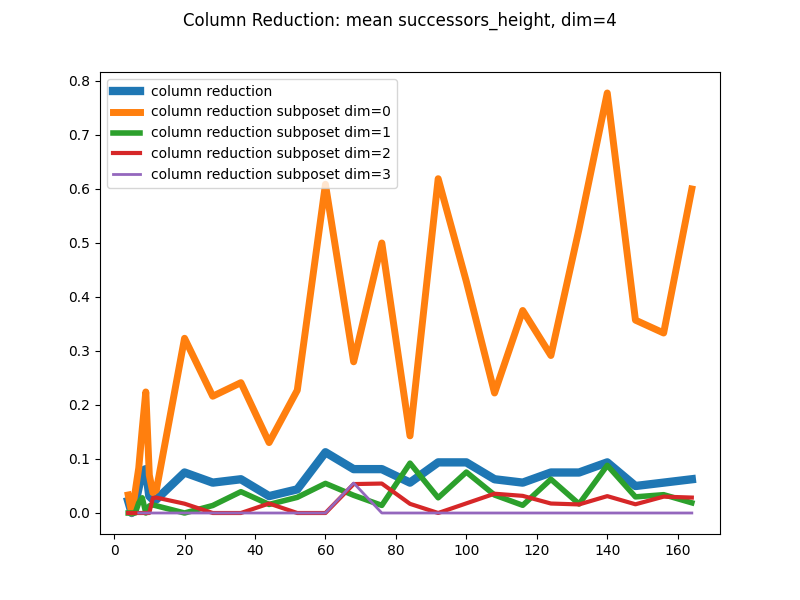 Column Reduction: mean successors_height, dim=4
column reduction
column reduction subposet dim=0
column reduction subposet dim=1
column reduction subposet dim=2
column reduction subposet dim=3
0.8
0.7
0.6
0.5
0.4
0.3
0.2
0.1
0.0
0 20 40 60 80 100 120 140 160